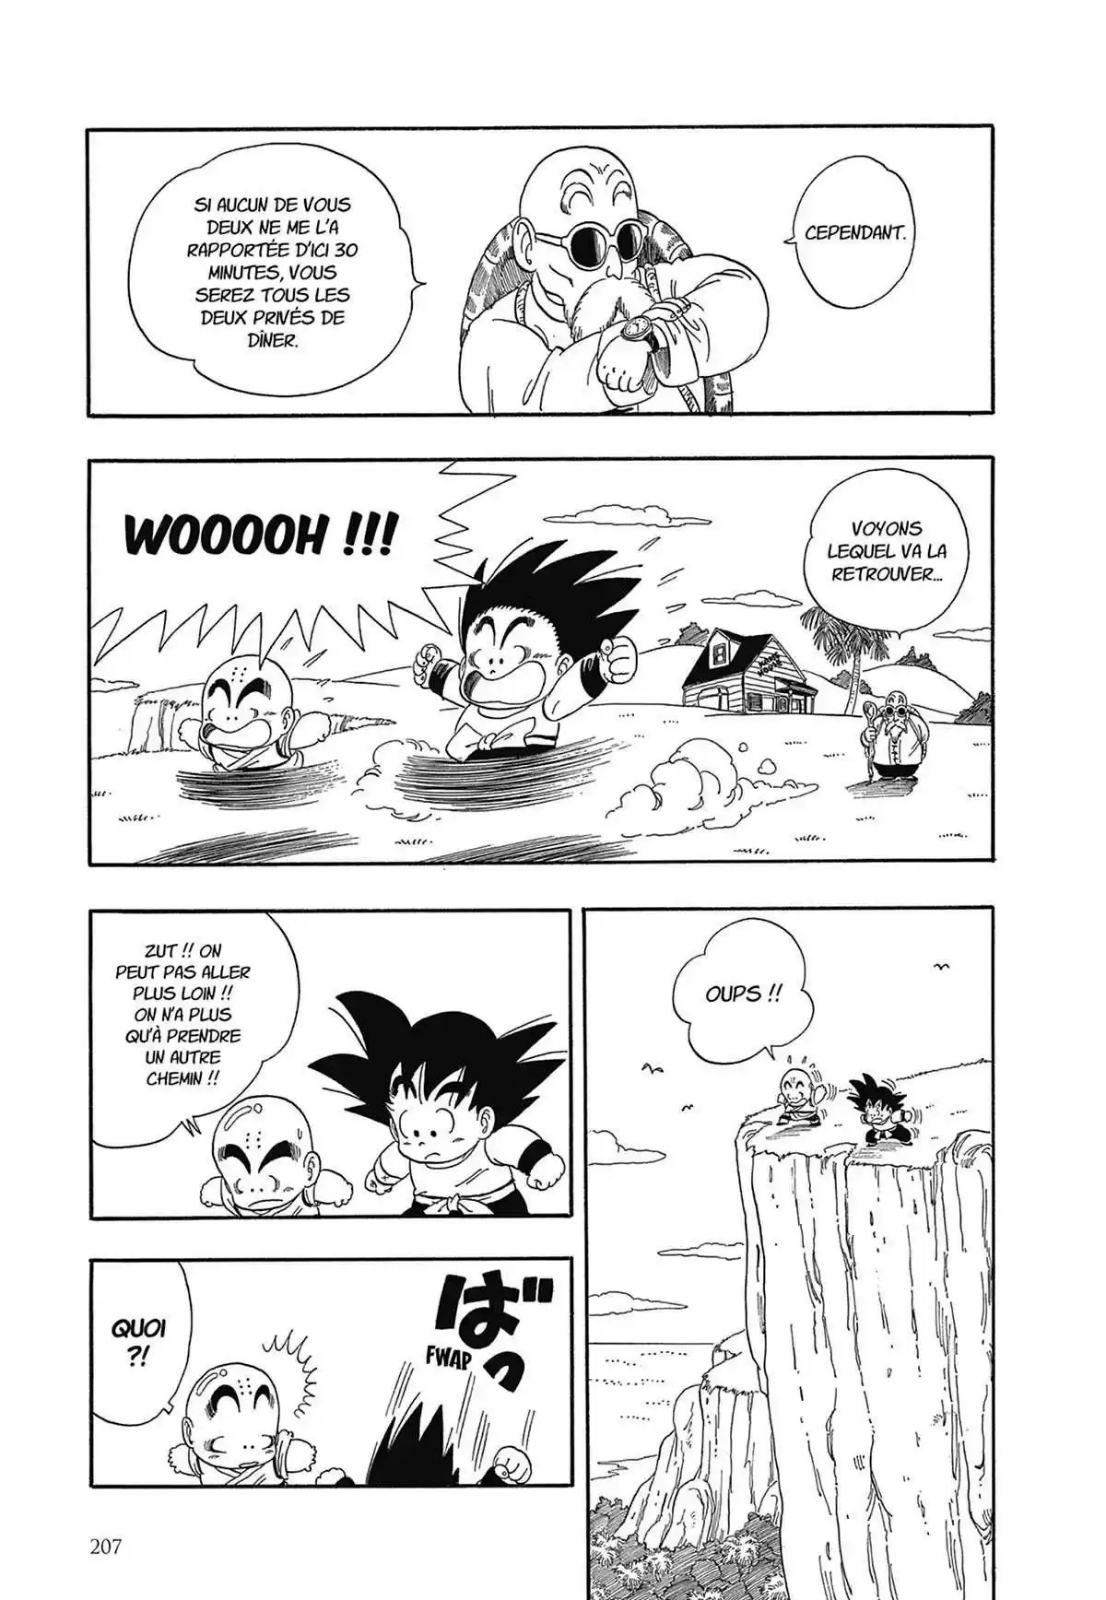 CEPENDANT.
SI AUCUN DE VOUS
DEUX NE ME L'A
RAPPORTÉE D'ICI 30
MINUTES, VOUS
SEREZ TOUS LES
DEUX PRIVÉS DE
DÎNER.
VOYONS
LEQUEL VA LA
RETROUVER...
KAME
HOUSE
WOOOOH !!!
OUPS !!
ZUT !! ON
PEUT PAS ALLER
PLUS LOIN !!
ON N'A PLUS
QU'À PRENDRE
UN AUTRE
CHEMIN !!
ばっ
FWAP
QUOI
?!
207